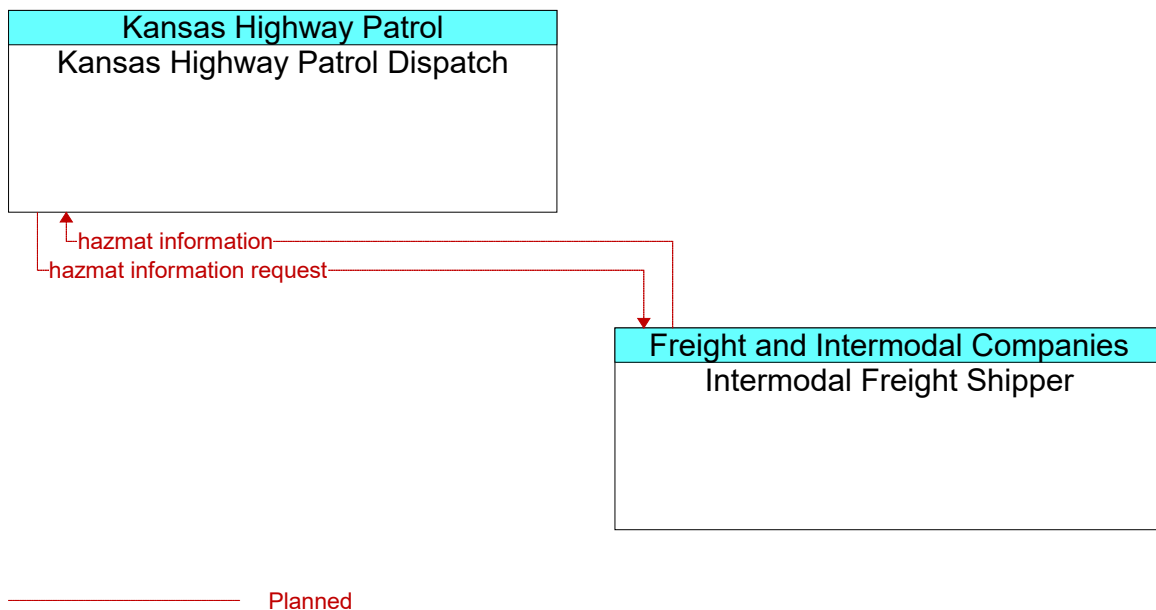 Kansas Highway Patrol
Kansas Highway Patrol Dispatch
hazmat information
hazmat information request
Freight and Intermodal Companies
Intermodal Freight Shipper
Planned